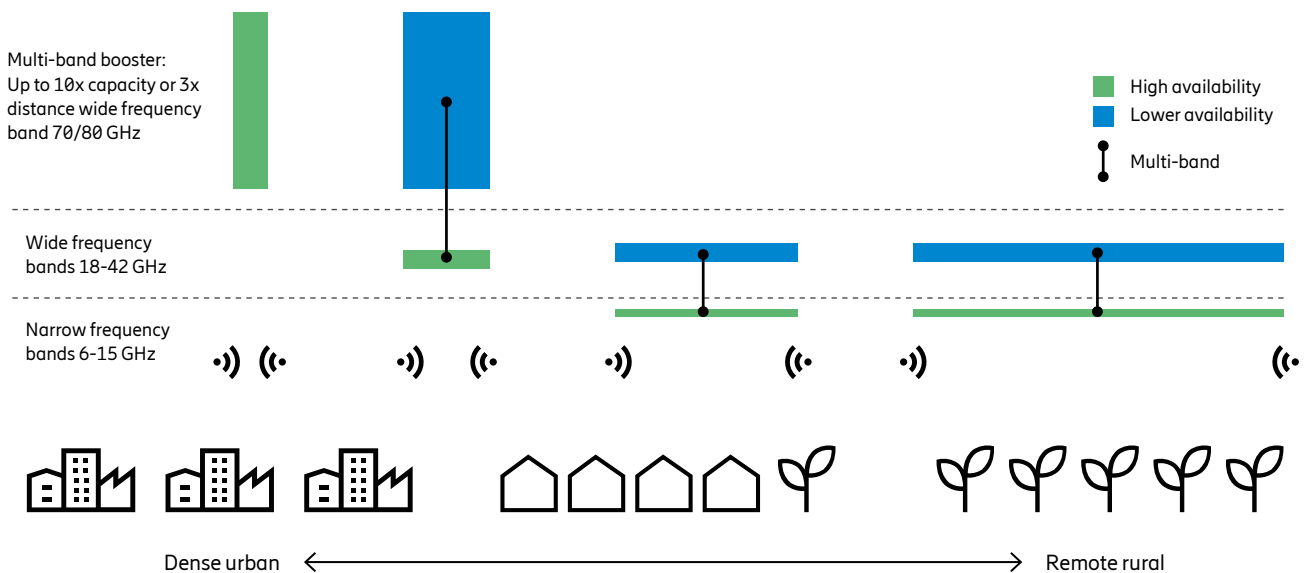 Multi-band booster:
Up to 10x capacity or 3x
distance wide frequency
band 70/80 GHz
High availability
Lower availability
Multi-band
Wide frequency
bands 18-42 GHz
Narrow frequency
bands 6-15 GHz
Dense urban
Remote rural